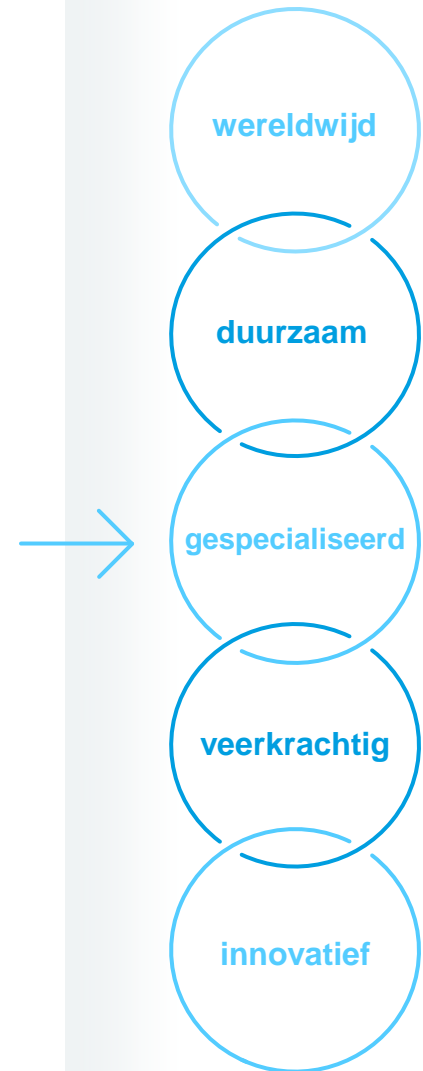 wereldwijd
duurzaam
gespecialiseerd
veerkrachtig
innovatief